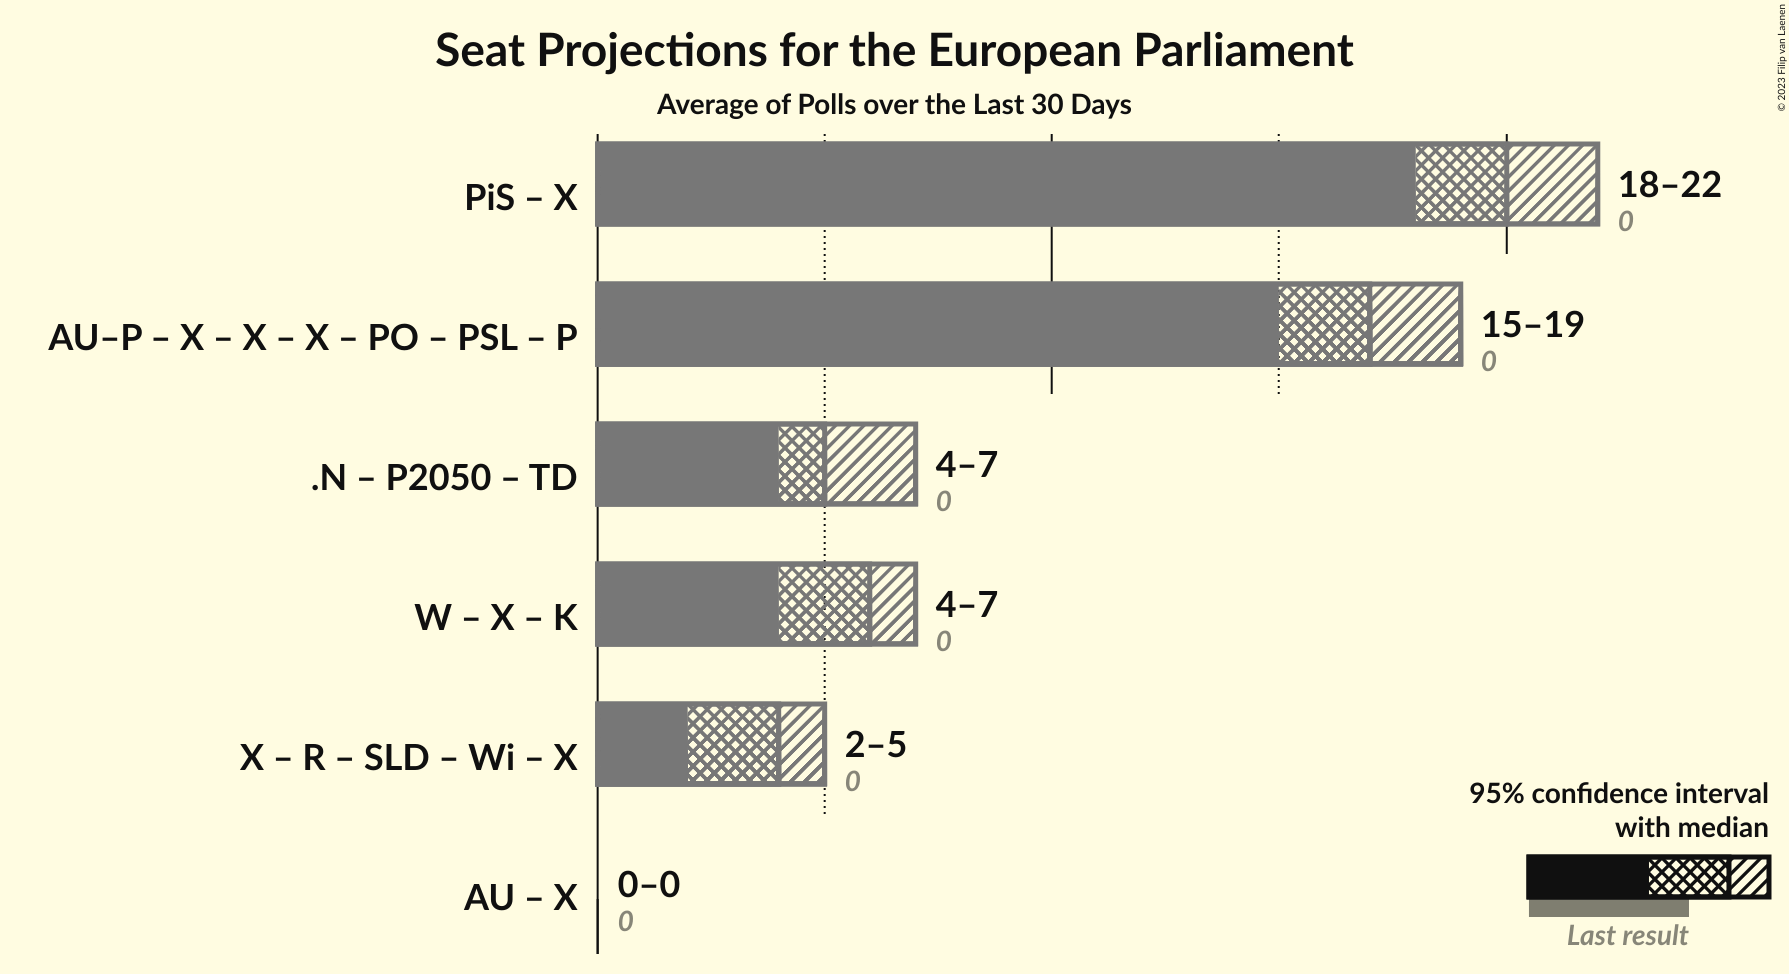 Seat Projections for the European Parliament
Average of Polls over the Last 30 Days
© 2023 Filip van Laenen
PiS – X
18–22
0
AU–P – X – X – X – PO – PSL – P
15–19
0
.N – P2050 – TD
4–7
0
W – X – K
4–7
0
X – R – SLD – Wi – X
2–5
0
AU – X
0–0
0
95% confidence interval
with median
Last result